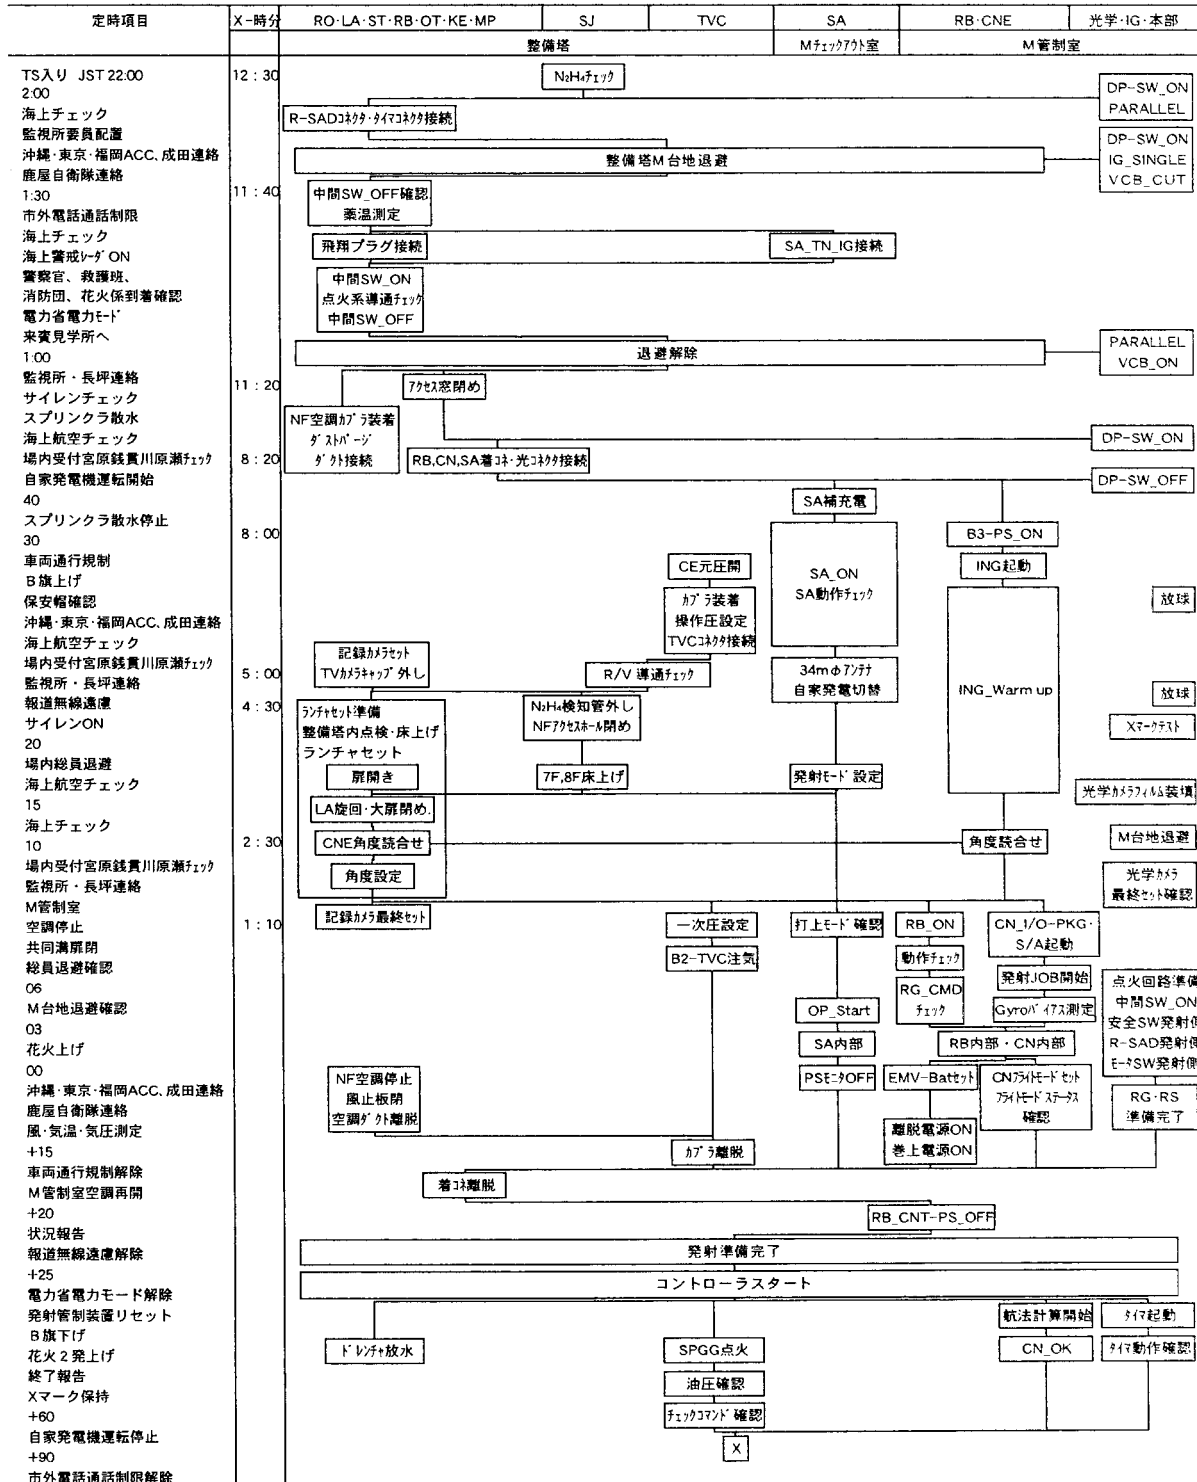 定時項目
X-時分
RO·LA·ST·RB·OT·KE·MP
SJ
TVC
SA
RB·CNE
光学·IG·本部
整備塔
Mチェックアウト室
M管制室
TS入り JST 22:00
2:00
海上チェック
監視所要員配置
沖縄·東京·福岡ACC、成田連絡
鹿屋自衛隊連絡
1:30
市外電話通話制限
海上チェック
海上警戒レーダON
警察官、救護班、
消防団、花火係到着確認
電力省電力モード
来賓見学所へ
1:00
監視所・長坪連絡
サイレンチェック
スプリンクラ散水
海上航空チェック
場内受付宮原銭貫川原瀬チェック
自家発電機運転開始
40
スプリンクラ散水停止
30
車両通行規制
B旗上げ
保安帽確認
沖縄·東京·福岡ACC、成田連絡
海上航空チェック
場内受付宮原銭貫川原瀬チェック
監視所・長坪連絡
報道無線遠慮
サイレンON
20
場内総員退避
海上航空チェック
15
海上チェック
10
場内受付宮原銭貫川原瀬チェック
監視所・長坪連絡
M管制室
空調停止
共同溝扉閉
総員退避確認
06
M台地退避確認
03
花火上げ
00
沖縄·東京·福岡ACC、成田連絡
鹿屋自衛隊連絡
風·気温·気圧測定
+15
車両通行規制解除
M管制室空調再開
+20
状況報告
報道無線遠慮解除
+25
電力省電力モード解除
発射管制装置リセット
B旗下げ
花火2発上げ
終了報告
Xマーク保持
+60
自家発電機運転停止
+90
市外電話通話制限解除
12:30
11:40
11:20
8:20
8:00
5:00
4:30
2:30
1:10
N₂H₄チェック
DP-SW_ON
PARALLEL
R-SADコネクタ·タイマコネクタ接続
整備塔M台地退避
DP-SW_ON
IG_SINGLE
VCB_CUT
中間SW_OFF確認
薬温測定
飛翔プラグ接続
SA_TN_IG接続
中間SW_ON
点火系導通チェック
中間SW_OFF
退避解除
PARALLEL
VCB_ON
アクセス窓閉め
NF空調カプラ装着
ダストパージ
ダクト接続
DP-SW_ON
RB,CN,SA着コネ·光コネクタ接続
DP-SW_OFF
SA補充電
SA_ON
SA動作チェック
B3-PS_ON
CE元圧開
ING起動
カプラ装着
操作圧設定
TVCコネクタ接続
放球
記録カメラセット
TVカメラキャップ外し
R/V導通チェック
34mφアンテナ
自家発電切替
ING_Warm up
放球
ランチャセット準備
整備塔内点検·床上げ
ランチャセット
N₂H₄検知管外し
NFアクセスホール閉め
Xマークテスト
扉開き
7F,8F床上げ
発射モード設定
光学カメラフィルム装填
LA旋回·大扉閉め.
CNE角度読合せ
角度読合せ
M台地退避
角度設定
光学カメラ
最終セット確認
記録カメラ最終セット
一次圧設定
打上モード確認
RB_ON
CN_I/O-PKG·
S/A起動
B2-TVC注気
動作チェック
発射JOB開始
点火回路準備
中間SW_ON
安全SW発射側
R-SAD発射側
モータSW発射側
RG_CMD
チェック
OP_Start
Gyroバイアス測定
SA内部
RB内部・CN内部
NF空調停止
風止板閉
空調ダクト離脱
PSモニタOFF
EMV-Batセット
CNフライトモードセット
フライトモードステータス
確認
RG·RS
準備完了
離脱電源ON
巻上電源ON
カプラ離脱
着コネ離脱
RB_CNT-PS_OFF
発射準備完了
コントローラスタート
航法計算開始
タイマ起動
ドレンチャ放水
SPGG点火
CN_OK
タイマ動作確認
油圧確認
チェックコマンド確認
X